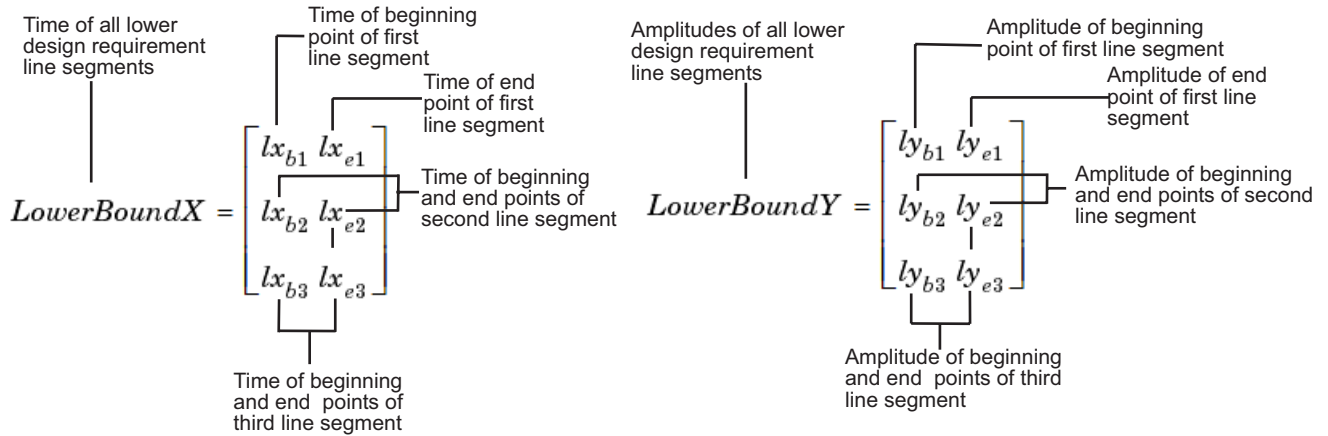 Time of all lower
design requirement
line segments
Time of beginning
point of first
line segment
Time of end
point of first
line segment
LowerBoundX = [ lx_b1 lx_e1
lx_b2 lx_e2
lx_b3 lx_e3 ]
Time of beginning
and end points of
second line segment
Time of beginning
and end points of
third line segment
Amplitudes of all lower
design requirement
line segments
Amplitude of beginning
point of first line segment
Amplitude of end
point of first line
segment
LowerBoundY = [ ly_b1 ly_e1
ly_b2 ly_e2
ly_b3 ly_e3 ]
Amplitude of beginning
and end points of second
line segment
Amplitude of beginning
and end points of third
line segment